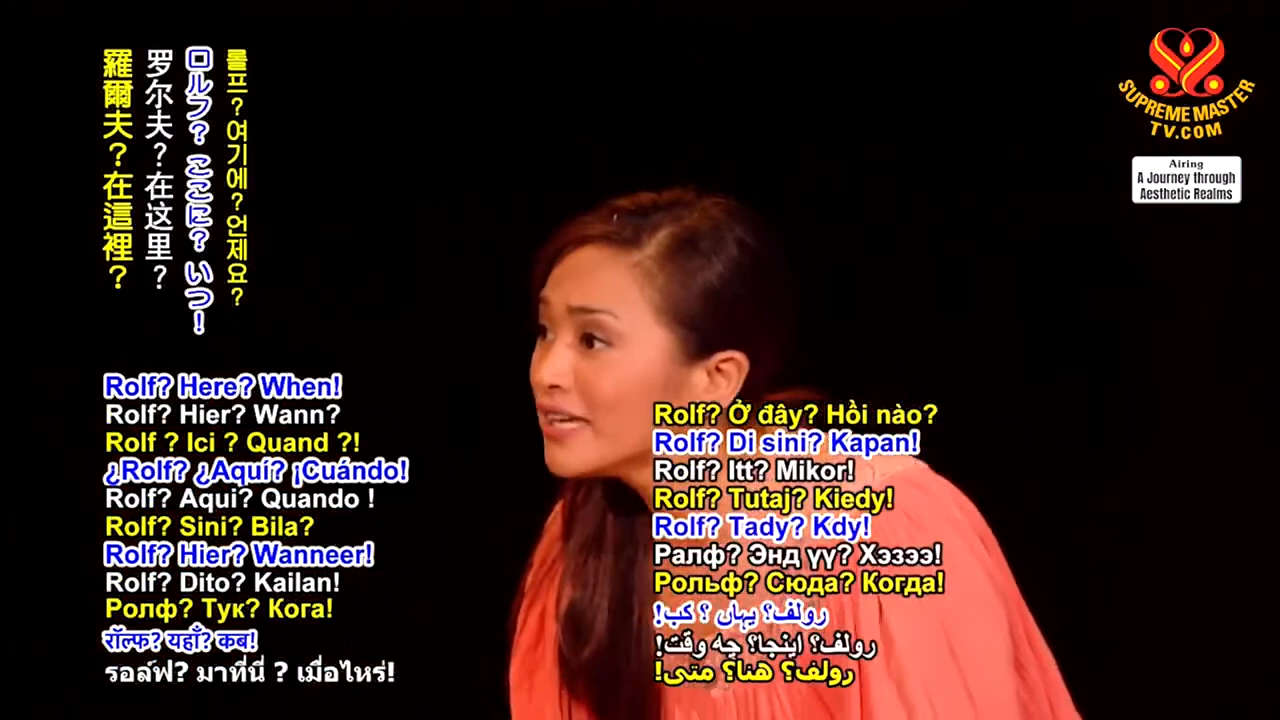 羅爾夫？在這裡？
罗尔夫？在这里？
ロルフ？ここに？いつ！
롤프？여기에？언제요？
SUPREME MASTER
TV.COM
Airing
A Journey through
Aesthetic Realms
Rolf? Here? When!
Rolf? Hier? Wann?
Rolf ? Ici ? Quand ?!
¿Rolf? ¿Aquí? ¡Cuándo!
Rolf? Aqui? Quando !
Rolf? Sini? Bila?
Rolf? Hier? Wanneer!
Rolf? Dito? Kailan!
Ролф? Тук? Кога!
रॉल्फ? यहाँ? कब!
รอล์ฟ? มาที่นี่ ? เมื่อไหร่!
Rolf? Ở đây? Hồi nào?
Rolf? Di sini? Kapan!
Rolf? Itt? Mikor!
Rolf? Tutaj? Kiedy!
Rolf? Tady? Kdy!
Ралф? Энд үү? Хэзээ!
Рольф? Сюда? Когда!
رولف؟ یہاں ؟ کب!
رولف؟ اینجا؟ چه وقت!
رولف؟ هنا؟ متى!